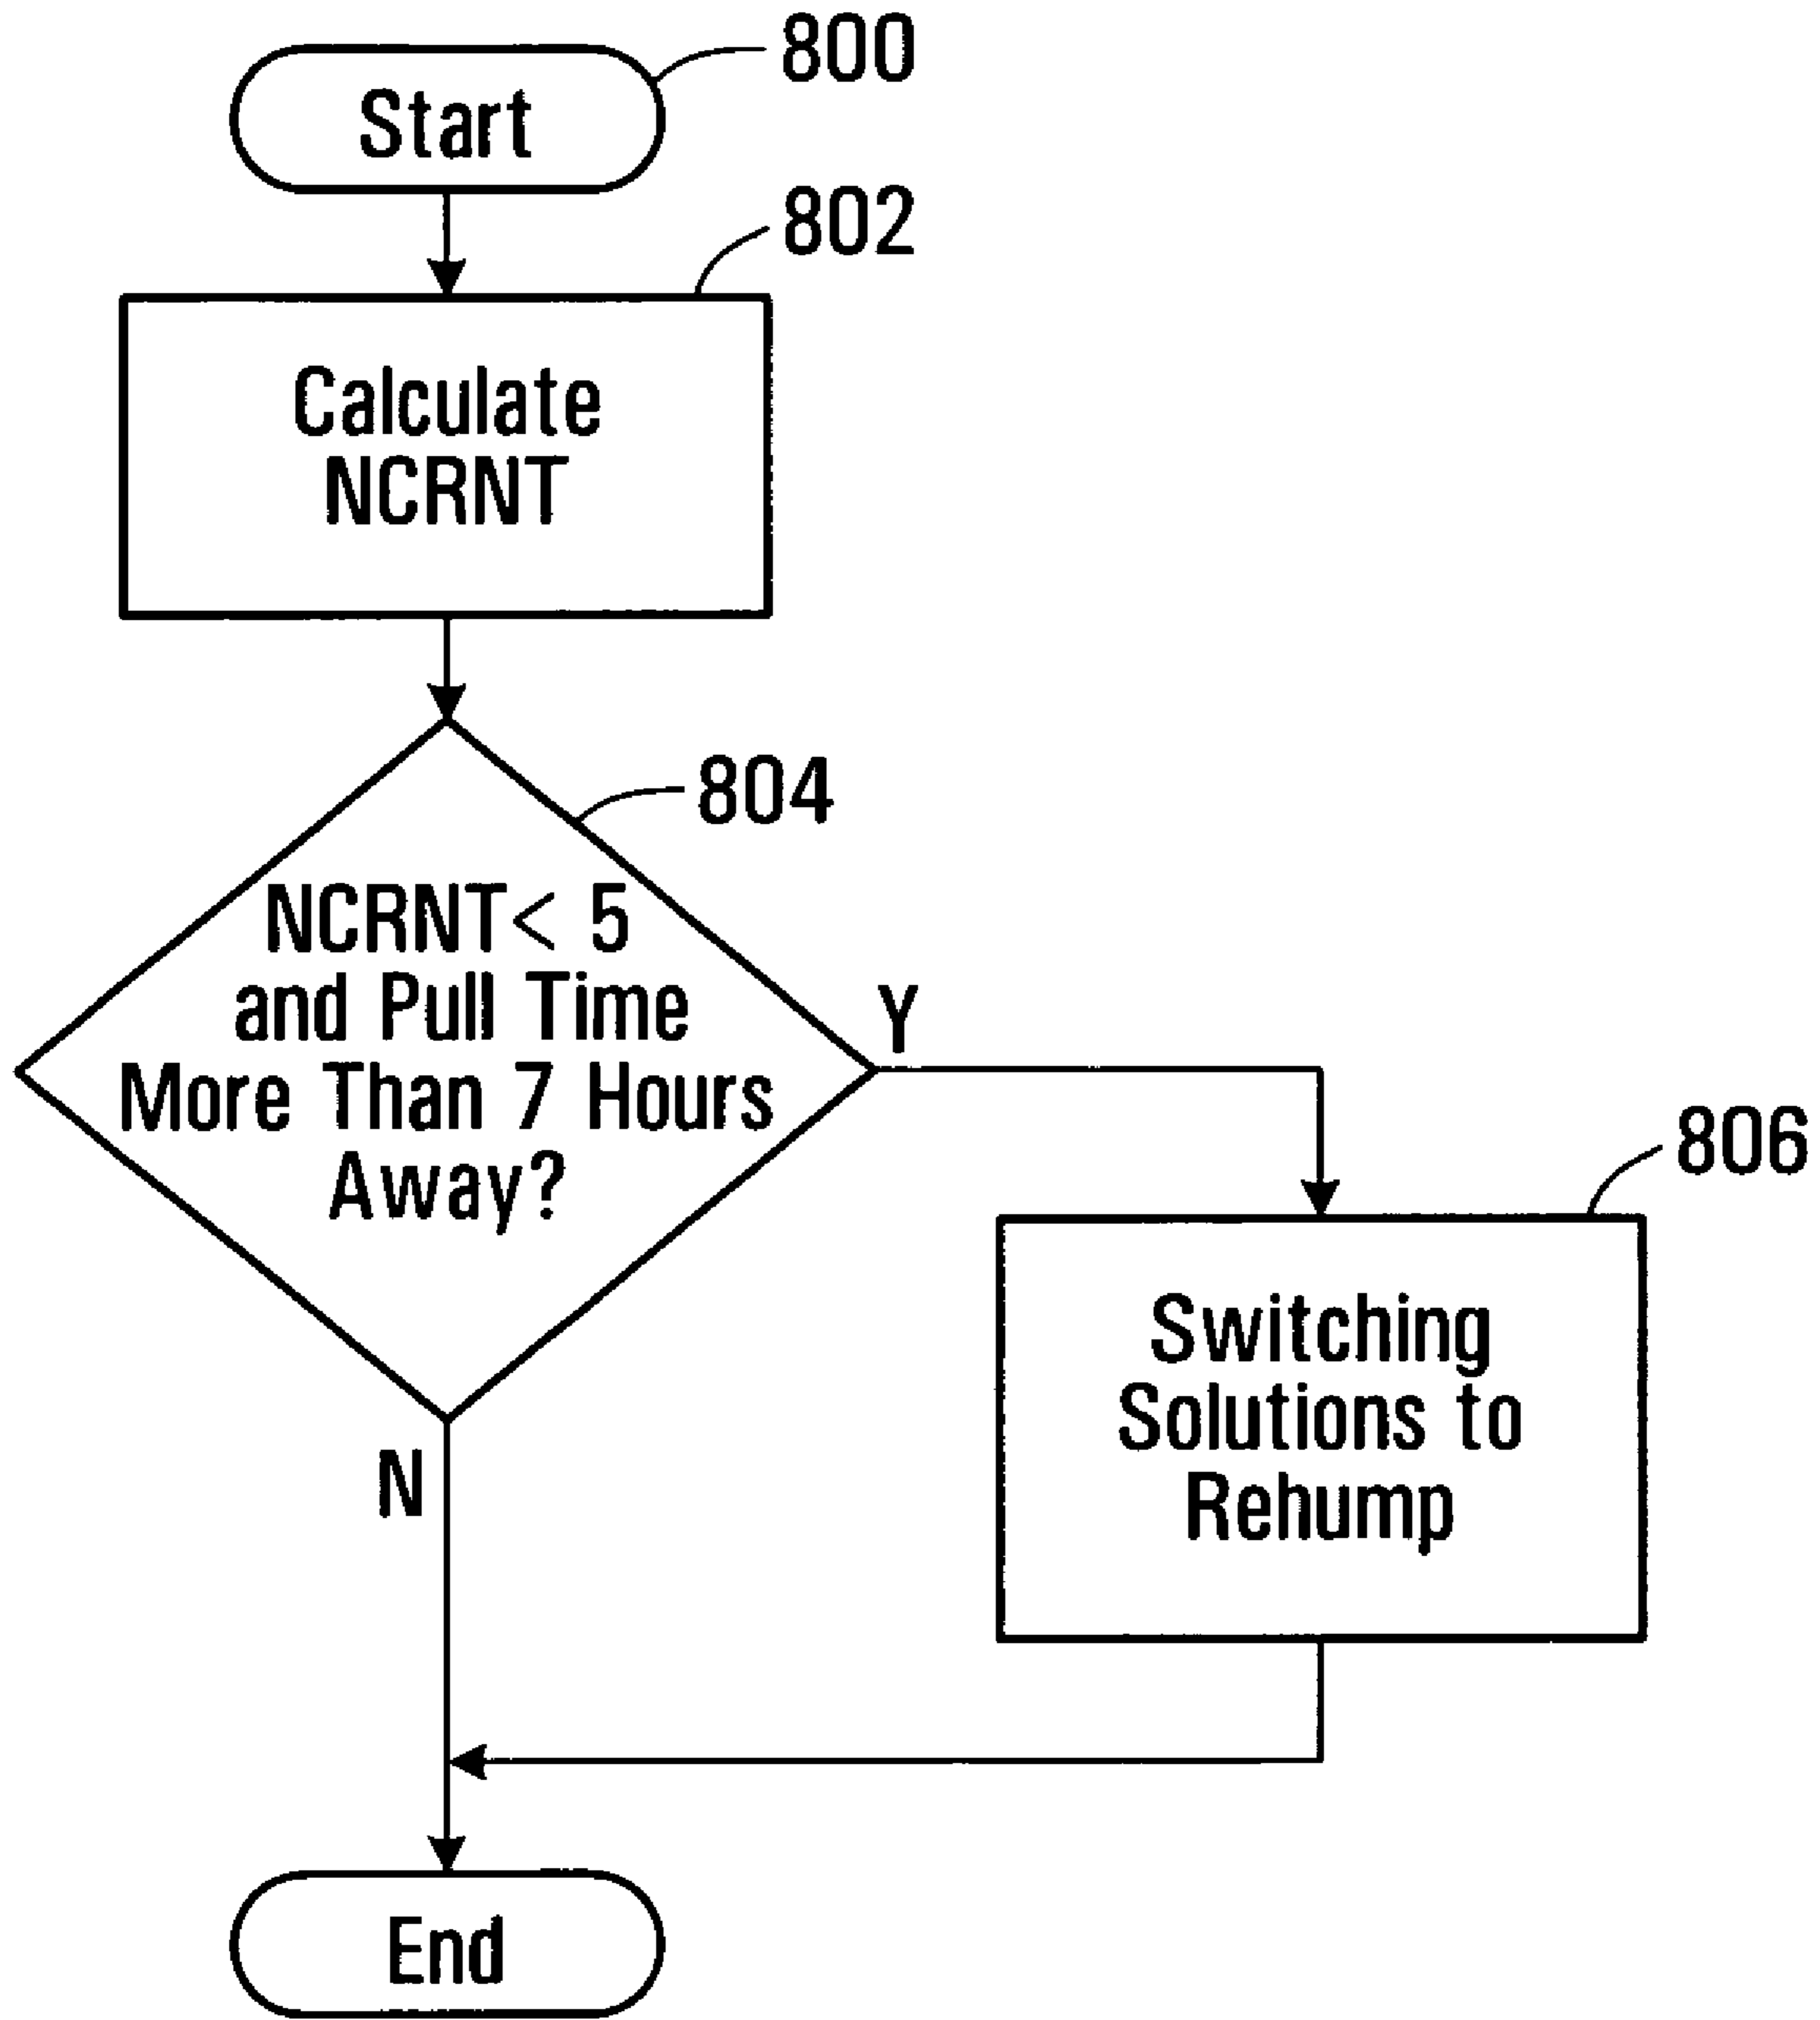 800
Start
802
Calculate
NCRNT
804
NCRNT< 5
and Pull Time
More Than 7 Hours
Away?
Y
806
Switching
Solutions to
Rehump
N
End